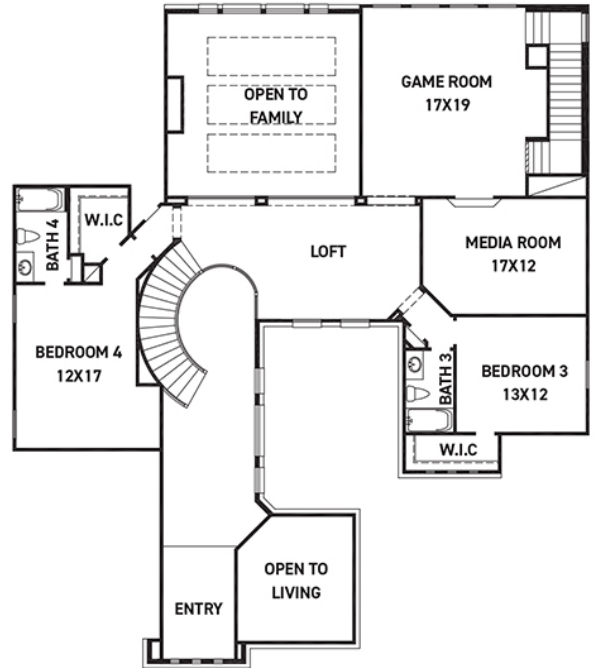 OPEN TO
FAMILY
GAME ROOM
17X19
W.I.C
BATH 4
LOFT
MEDIA ROOM
17X12
BEDROOM 4
12X17
BEDROOM 3
13X12
BATH 3
W.I.C
OPEN TO
LIVING
ENTRY